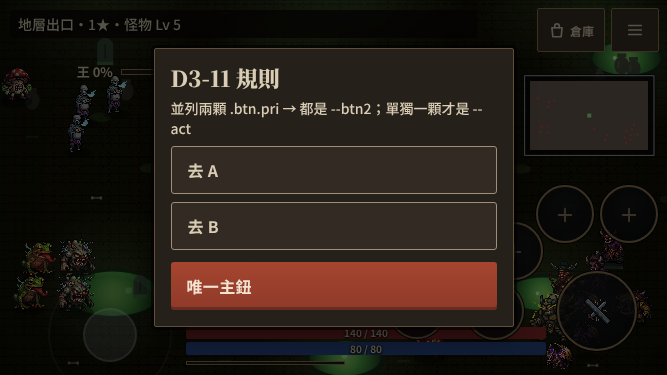 地層出口・1★・怪物 Lv 5
倉庫
王 0%
D3-11 規則
並列兩顆 .btn.pri → 都是 --btn2；單獨一顆才是 --
act
去 A
去 B
唯一主鈕
140 / 140
80 / 80